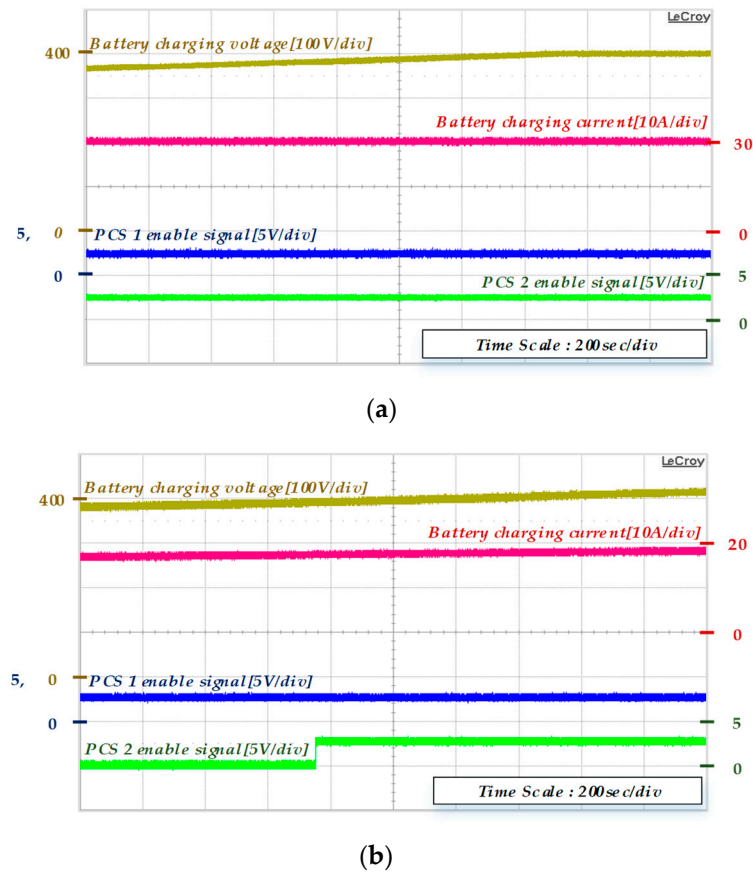 LeCroy
Battery charging voltage[100V/div]
400
Battery charging current[10A/div]
30
5, 0
PCS 1 enable signal[5V/div]
0
0
PCS 2 enable signal[5V/div]
5
0
Time Scale : 200sec/div
(a)
LeCroy
Battery charging voltage[100V/div]
400
Battery charging current[10A/div]
20
0
5, 0
PCS 1 enable signal[5V/div]
0
5
PCS 2 enable signal[5V/div]
0
Time Scale : 200sec/div
(b)